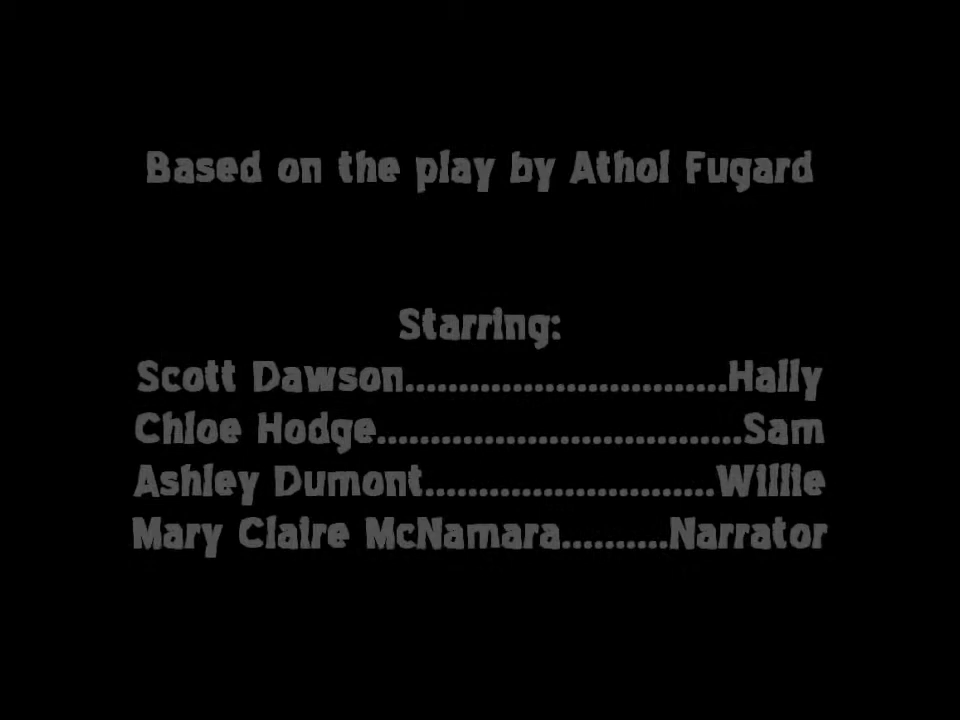 Based on the play by Athol Fugard
Starring:
Scott Dawson..............................Hally
Chloe Hodge..................................Sam
Ashley Dumont...........................Willie
Mary Claire McNamara..........Narrator